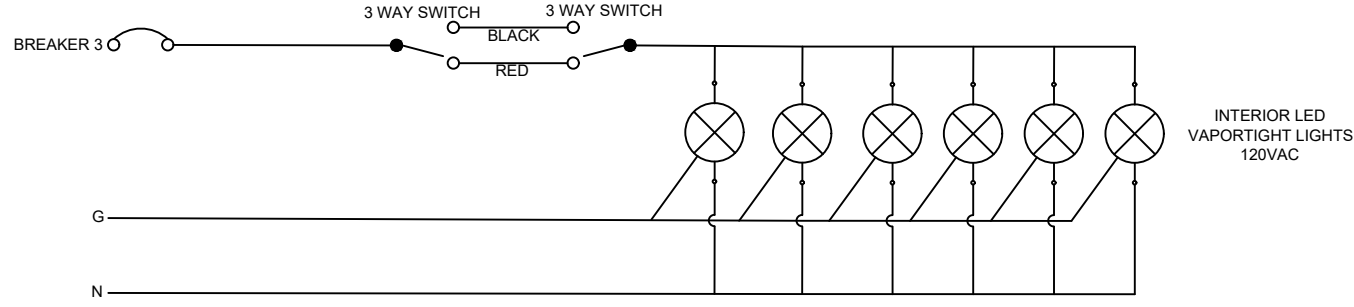 3 WAY SWITCH
3 WAY SWITCH
BREAKER 3
BLACK
RED
INTERIOR LED
VAPORTIGHT LIGHTS
120VAC
G
N